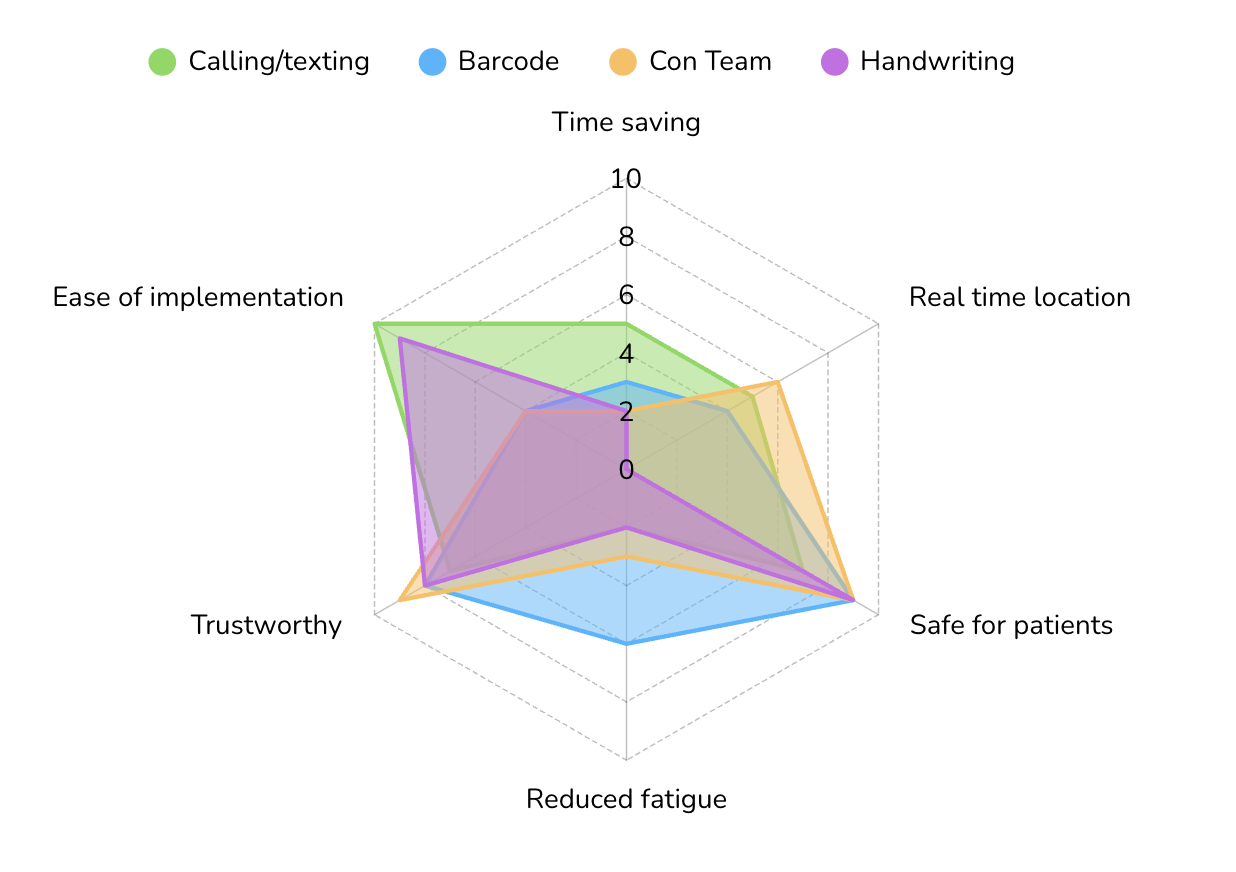 Calling/texting Barcode Con Team Handwriting
Time saving
10
8
6
Ease of implementation Real time location
4
2
0
Trustworthy Safe for patients
Reduced fatigue